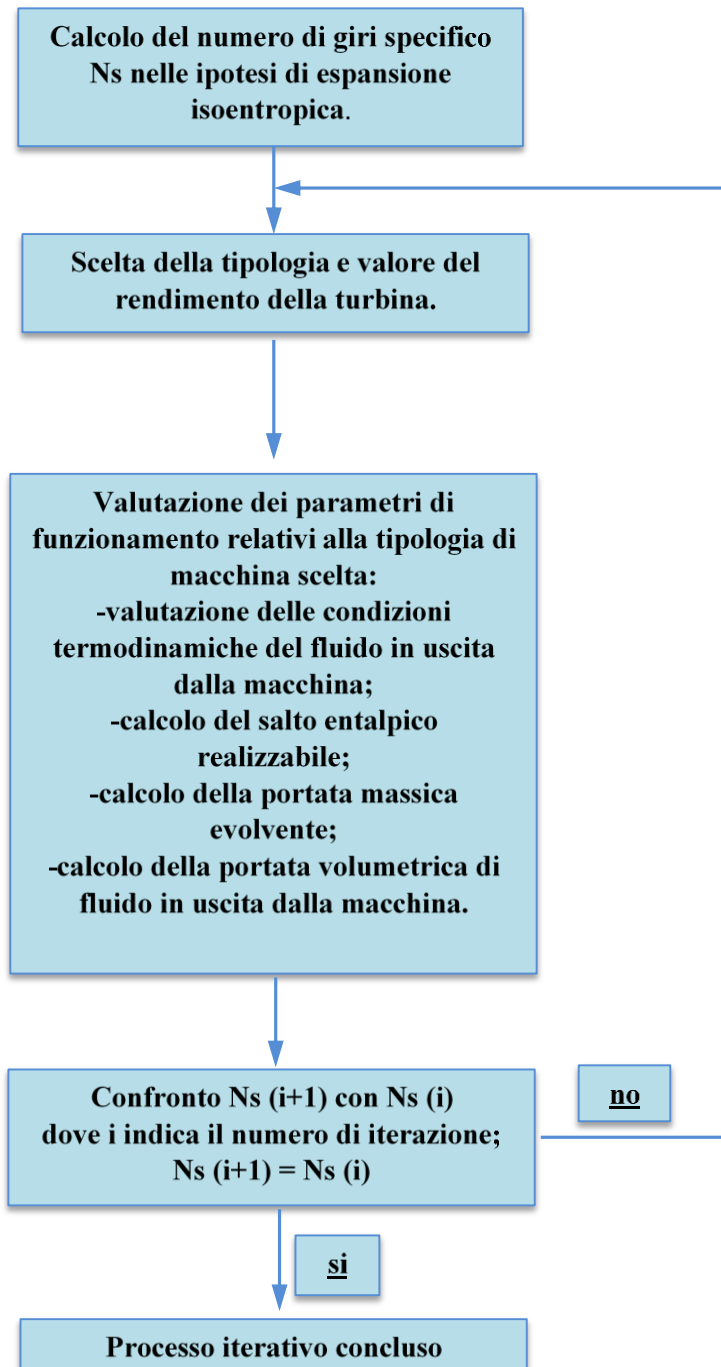 Calcolo del numero di giri specifico
Ns nelle ipotesi di espansione
isoentropica.
Scelta della tipologia e valore del
rendimento della turbina.
Valutazione dei parametri di
funzionamento relativi alla tipologia di
macchina scelta:
-valutazione delle condizioni
termodinamiche del fluido in uscita
dalla macchina;
-calcolo del salto entalpico
realizzabile;
-calcolo della portata massica
evolvente;
-calcolo della portata volumetrica di
fluido in uscita dalla macchina.
Confronto Ns (i+1) con Ns (i)
dove i indica il numero di iterazione;
Ns (i+1) = Ns (i)
no
si
Processo iterativo concluso